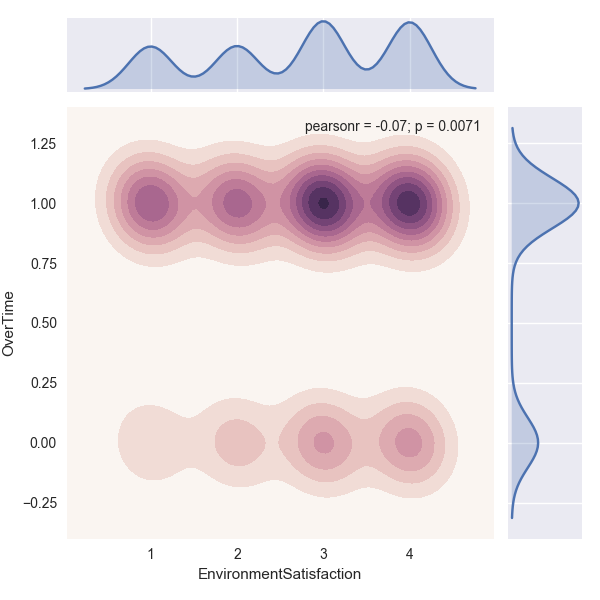 pearsonr = -0.07; p = 0.0071
1.25
1.00
0.75
0.50
0.25
0.00
−0.25
OverTime
1 2 3 4
EnvironmentSatisfaction